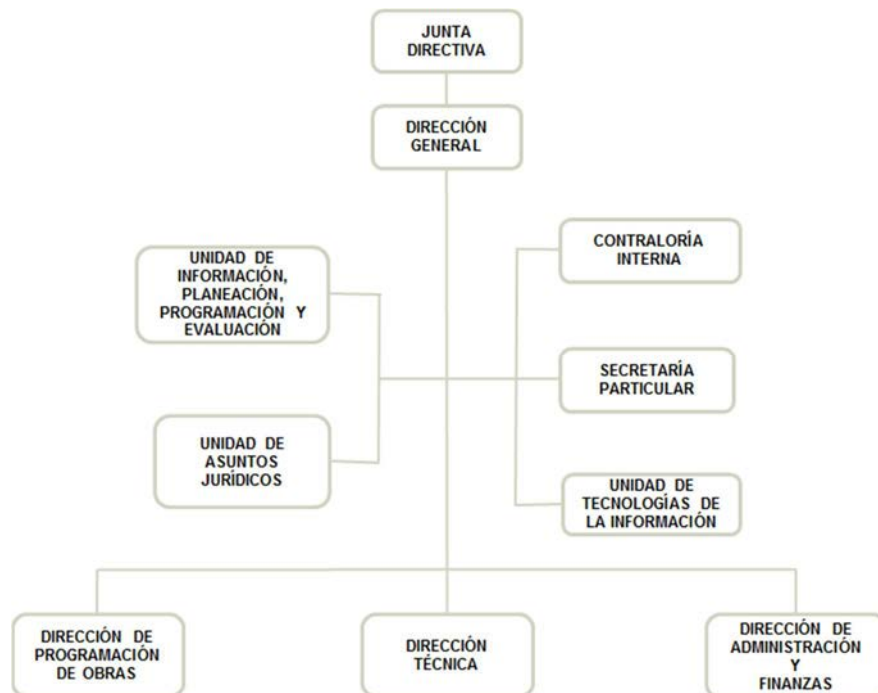 JUNTA
DIRECTIVA
DIRECCIÓN
GENERAL
UNIDAD DE
INFORMACIÓN,
PLANEACIÓN,
PROGRAMACIÓN Y
EVALUACIÓN
CONTRALORÍA
INTERNA
SECRETARÍA
PARTICULAR
UNIDAD DE
ASUNTOS
JURÍDICOS
UNIDAD DE
TECNOLOGÍAS DE
LA INFORMACIÓN
DIRECCIÓN DE
PROGRAMACIÓN
DE OBRAS
DIRECCIÓN
TÉCNICA
DIRECCIÓN DE
ADMINISTRACIÓN
Y
FINANZAS